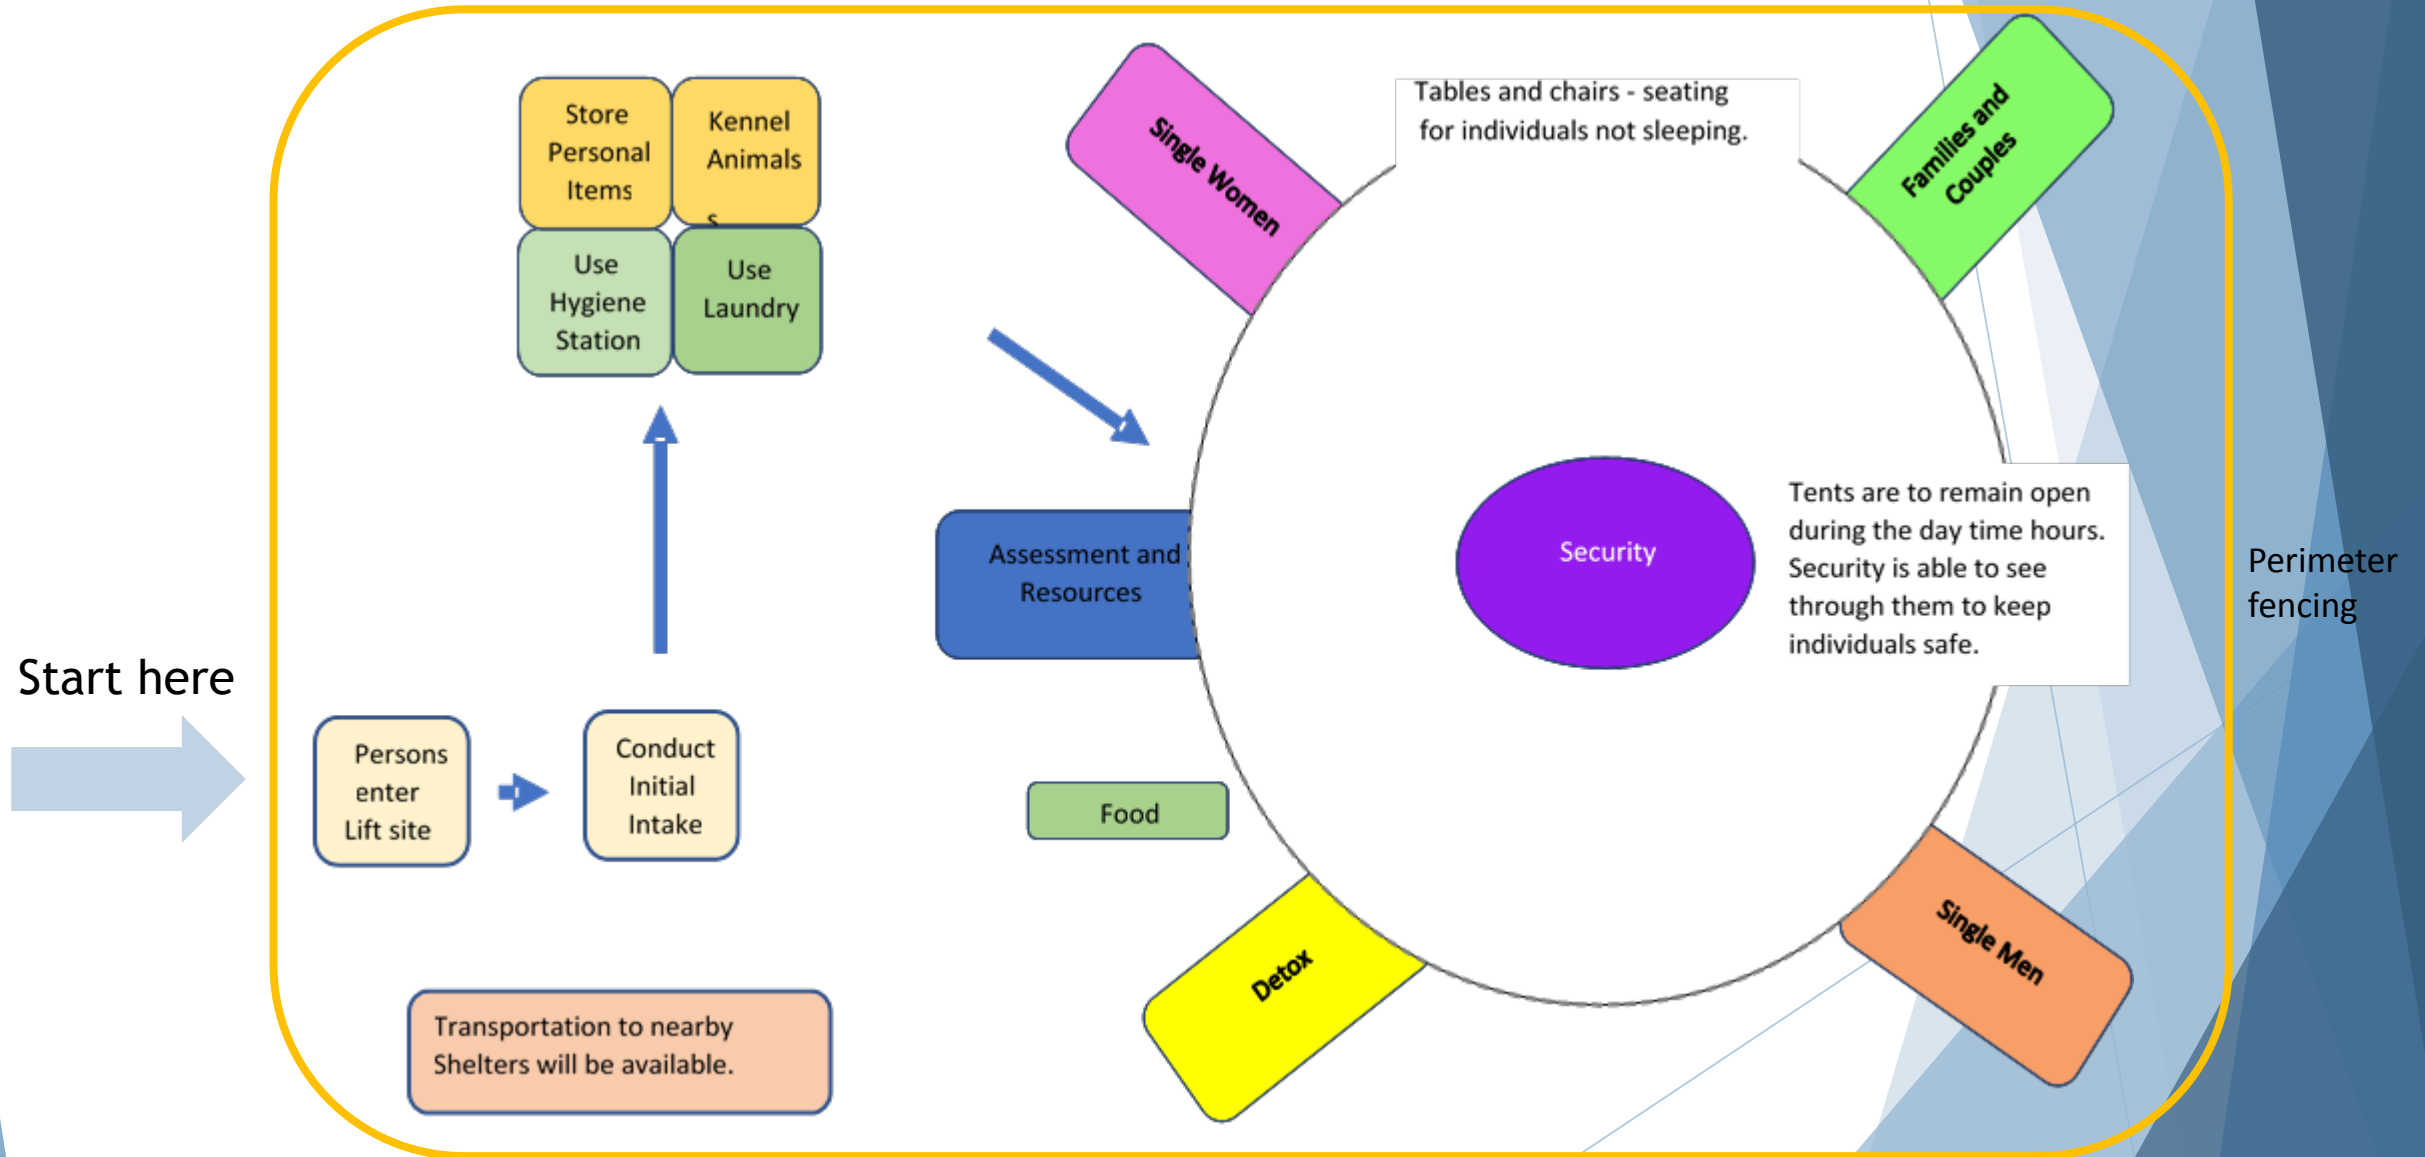 Start here
Persons
enter
Lift site
Conduct
Initial
Intake
Store
Personal
Items
Kennel
Animals
s
Use
Hygiene
Station
Use
Laundry
Transportation to nearby
Shelters will be available.
Assessment and
Resources
Food
Single Women
Tables and chairs - seating
for individuals not sleeping.
Families and
Couples
Security
Tents are to remain open
during the day time hours.
Security is able to see
through them to keep
individuals safe.
Detox
Single Men
Perimeter
fencing